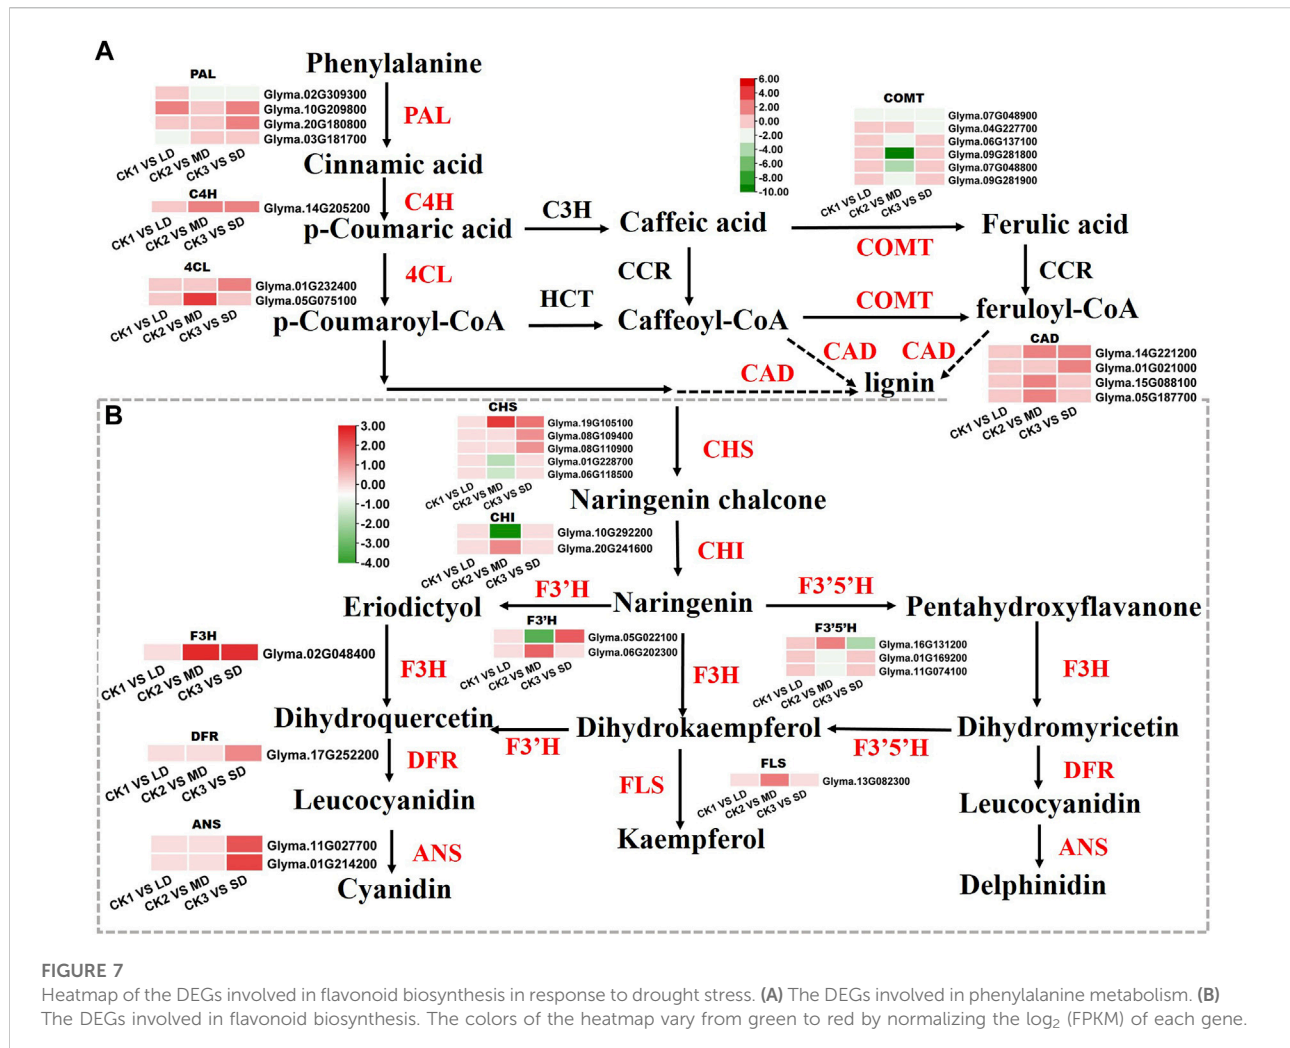 A
Phenylalanine
PAL
Glyma.02G309300
Glyma.10G209800
Glyma.20G180800
Glyma.03G181700
CK1 VS LD
CK2 VS MD
CK3 VS SD
PAL
6.00
4.00
2.00
-2.00
-4.00
-6.00
-8.00
-10.00
COMT
Glyma.07G048900
Glyma.04G227700
Glyma.06G137100
Glyma.09G281800
Glyma.07G048800
Glyma.09G281900
CK1 VS LD
CK2 VS MD
CK3 VS SD
Cinnamic acid
C4H
Glyma.14G205200
CK1 VS LD
CK2 VS MD
CK3 VS SD
C4H
p-Coumaric acid
C3H
Caffeic acid
COMT
Ferulic acid
4CL
Glyma.01G232400
Glyma.05G075100
CK1 VS LD
CK2 VS MD
CK3 VS SD
4CL
CCR
CCR
p-Coumaroyl-CoA
HCT
Caffeoyl-CoA
COMT
feruloyl-CoA
CAD
CAD
CAD
lignin
CAD
Glyma.14G221200
Glyma.01G021000
Glyma.15G088100
Glyma.05G187700
CK1 VS LD
CK2 VS MD
CK3 VS SD
B
3.00
2.00
1.00
0.00
-1.00
-2.00
-3.00
-4.00
CHS
Glyma.19G105100
Glyma.08G109400
Glyma.08G110900
Glyma.01G228700
Glyma.06G118500
CK1 VS LD
CK2 VS MD
CK3 VS SD
CHS
Naringenin chalcone
CHI
Glyma.10G292200
Glyma.20G241600
CK1 VS LD
CK2 VS MD
CK3 VS SD
CHI
Eriodictyol
F3'H
Naringenin
F3'5'H
Pentahydroxyflavanone
F3H
Glyma.02G048400
CK1 VS LD
CK2 VS MD
CK3 VS SD
F3H
F3'H
Glyma.05G022100
Glyma.06G202300
CK1 VS LD
CK2 VS MD
CK3 VS SD
F3H
F3'5'H
Glyma.16G131200
Glyma.01G169200
Glyma.11G074100
CK1 VS LD
CK2 VS MD
CK3 VS SD
F3H
Dihydroquercetin
F3'H
Dihydrokaempferol
F3'5'H
Dihydromyricetin
DFR
Glyma.17G252200
CK1 VS LD
CK2 VS MD
CK3 VS SD
DFR
FLS
FLS
Glyma.13G082300
CK1 VS LD
CK2 VS MD
CK3 VS SD
DFR
Leucocyanidin
Kaempferol
Leucocyanidin
ANS
Glyma.11G027700
Glyma.01G214200
CK1 VS LD
CK2 VS MD
CK3 VS SD
ANS
ANS
Cyanidin
Delphinidin
FIGURE 7
Heatmap of the DEGs involved in flavonoid biosynthesis in response to drought stress. (A) The DEGs involved in phenylalanine metabolism. (B)
The DEGs involved in flavonoid biosynthesis. The colors of the heatmap vary from green to red by normalizing the log₂ (FPKM) of each gene.